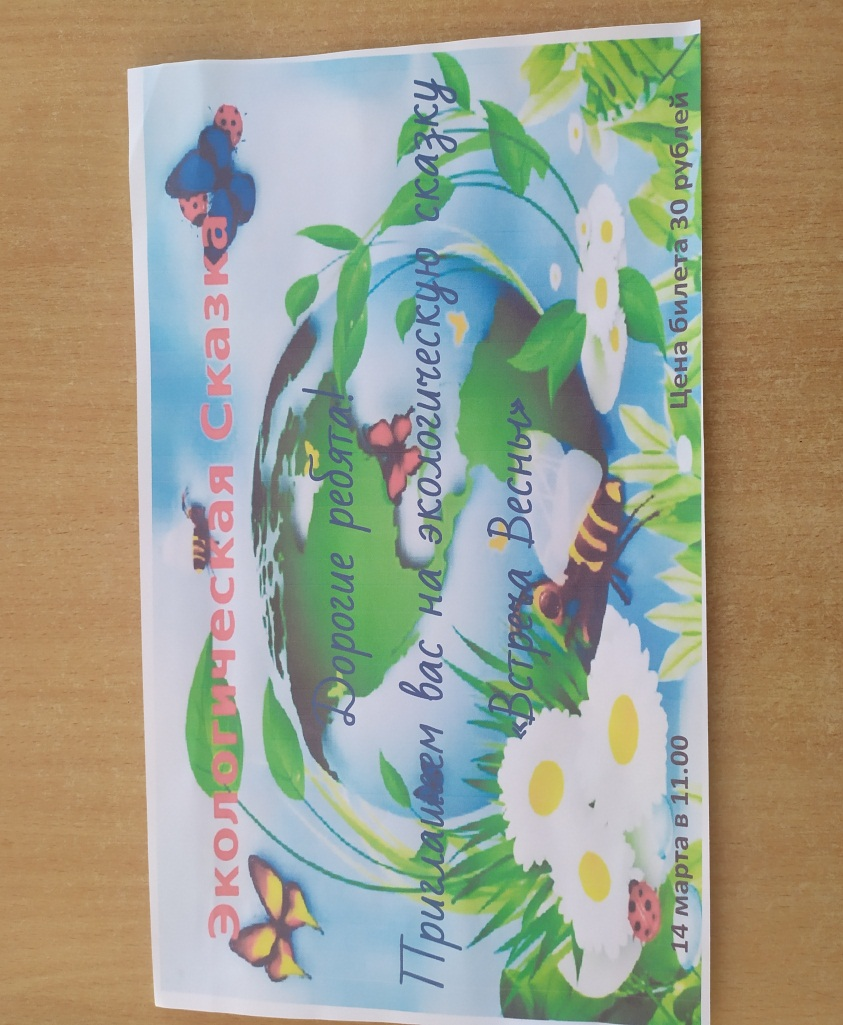 Экологическая Сказка
Дорогие ребята!
Приглашаем вас на экологическую сказку
«Встреча Весны»
14 марта в 11.00
Цена билета 30 рублей